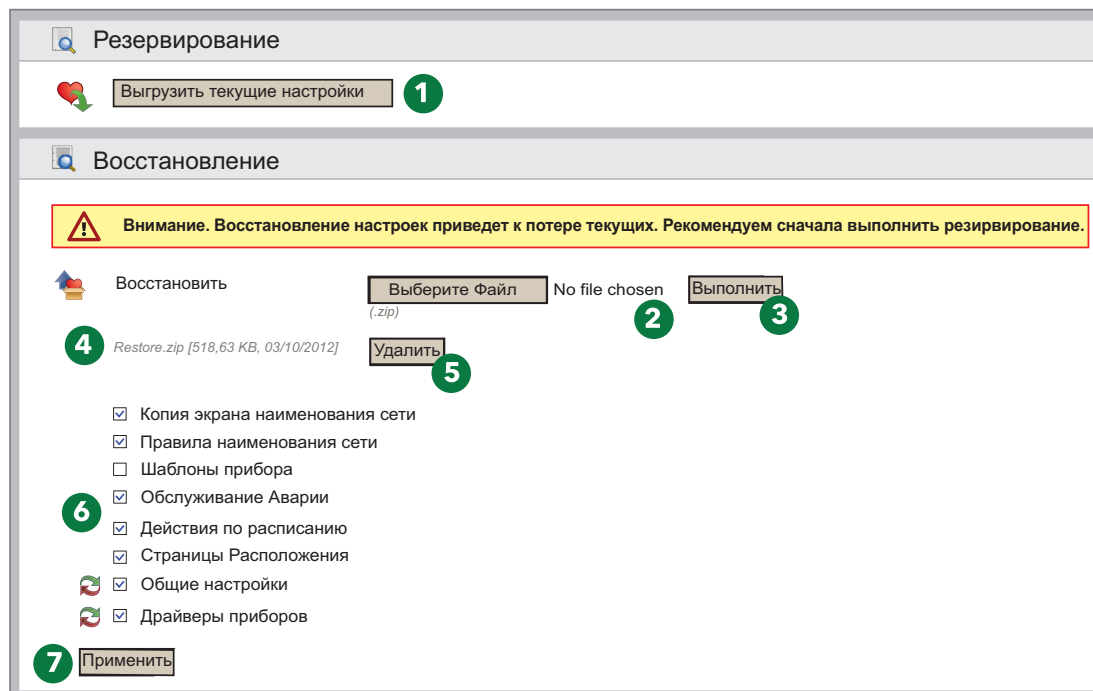 Резервирование
Выгрузить текущие настройки 1
Восстановление
Внимание. Восстановление настроек приведет к потере текущих. Рекомендуем сначала выполнить резирвирование.
Восстановить Выберите Файл No file chosen Выполнить
(.zip) 2 3
4 Restore.zip [518,63 KB, 03/10/2012] Удалить
5
Копия экрана наименования сети
Правила наименования сети
Шаблоны прибора
6 Обслуживание Аварии
Действия по расписанию
Страницы Расположения
Общие настройки
Драйверы приборов
7 Применить